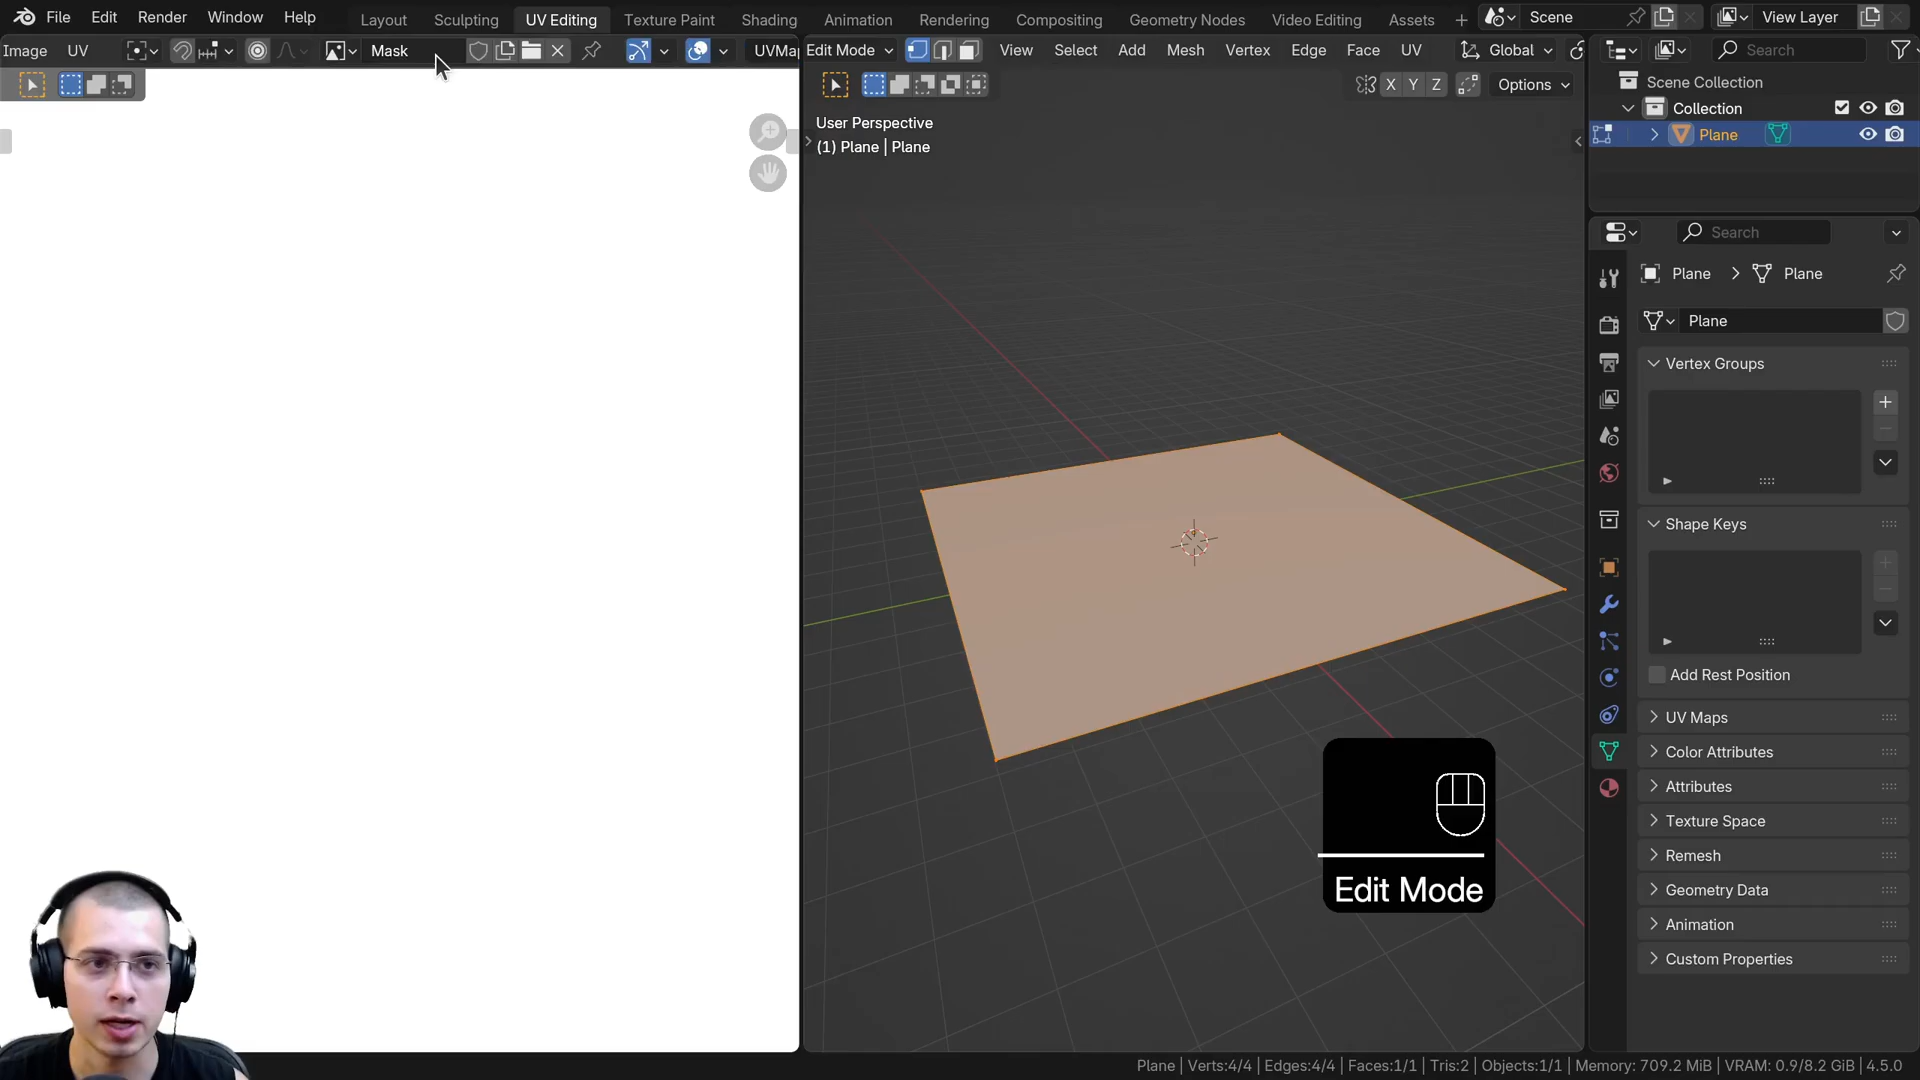 File Edit Render Window Help Layout Sculpting UV Editing Texture Paint Shading Animation Rendering Compositing Geometry Nodes Video Editing Assets + Scene View Layer
Image UV Mask UVMa Edit Mode View Select Add Mesh Vertex Edge Face UV Global Search
X Y Z Options
Scene Collection
Collection
Plane
User Perspective
(1) Plane | Plane
Search
Plane > Plane
Plane
Vertex Groups
Shape Keys
Add Rest Position
UV Maps
Color Attributes
Attributes
Texture Space
Remesh
Geometry Data
Animation
Custom Properties
Edit Mode
Plane | Verts:4/4 | Edges:4/4 | Faces:1/1 | Tris:2 | Objects:1/1 | Memory: 709.2 MiB | VRAM: 0.9/8.2 GiB | 4.5.0